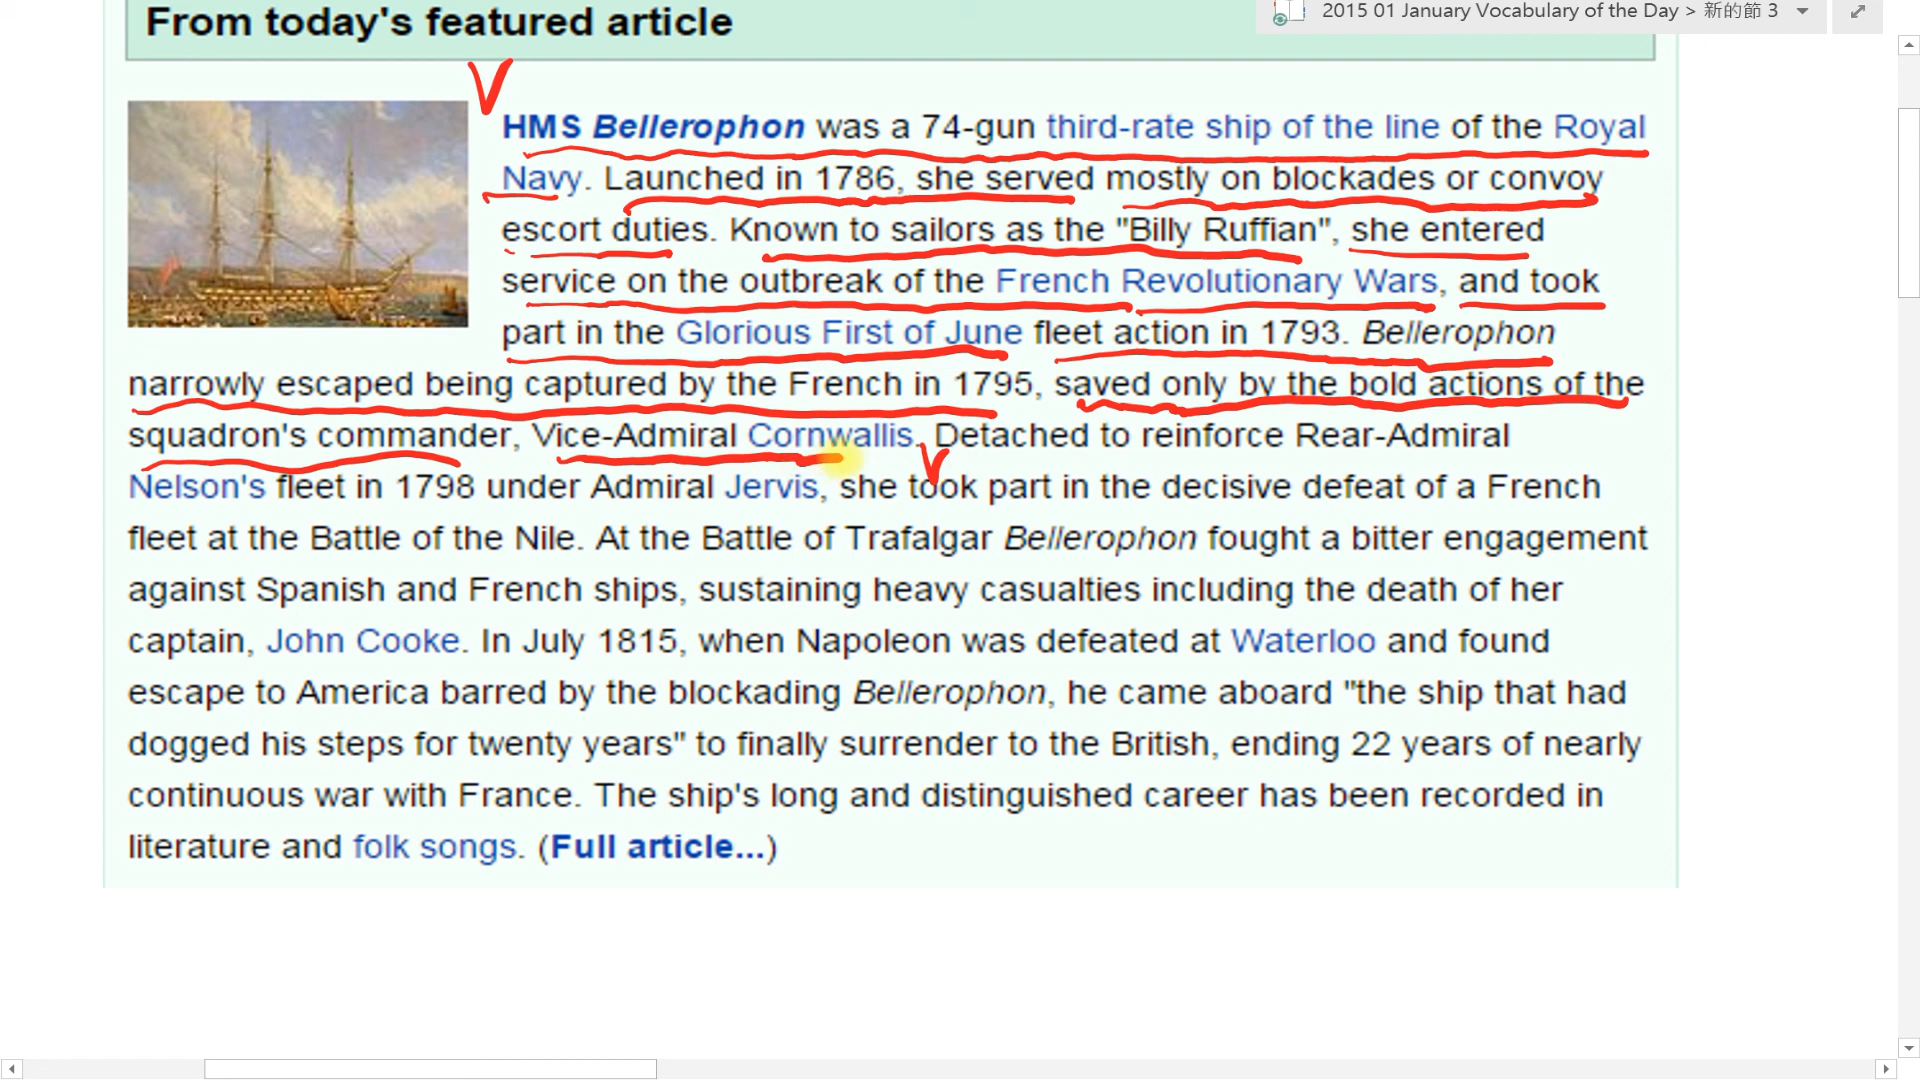 2015 01 January Vocabulary of the Day > 新的節 3
From today's featured article
HMS Bellerophon was a 74-gun third-rate ship of the line of the Royal
Navy. Launched in 1786, she served mostly on blockades or convoy
escort duties. Known to sailors as the "Billy Ruffian", she entered
service on the outbreak of the French Revolutionary Wars, and took
part in the Glorious First of June fleet action in 1793. Bellerophon
narrowly escaped being captured by the French in 1795, saved only by the bold actions of the
squadron's commander, Vice-Admiral Cornwallis. Detached to reinforce Rear-Admiral
Nelson's fleet in 1798 under Admiral Jervis, she took part in the decisive defeat of a French
fleet at the Battle of the Nile. At the Battle of Trafalgar Bellerophon fought a bitter engagement
against Spanish and French ships, sustaining heavy casualties including the death of her
captain, John Cooke. In July 1815, when Napoleon was defeated at Waterloo and found
escape to America barred by the blockading Bellerophon, he came aboard "the ship that had
dogged his steps for twenty years" to finally surrender to the British, ending 22 years of nearly
continuous war with France. The ship's long and distinguished career has been recorded in
literature and folk songs. (Full article...)